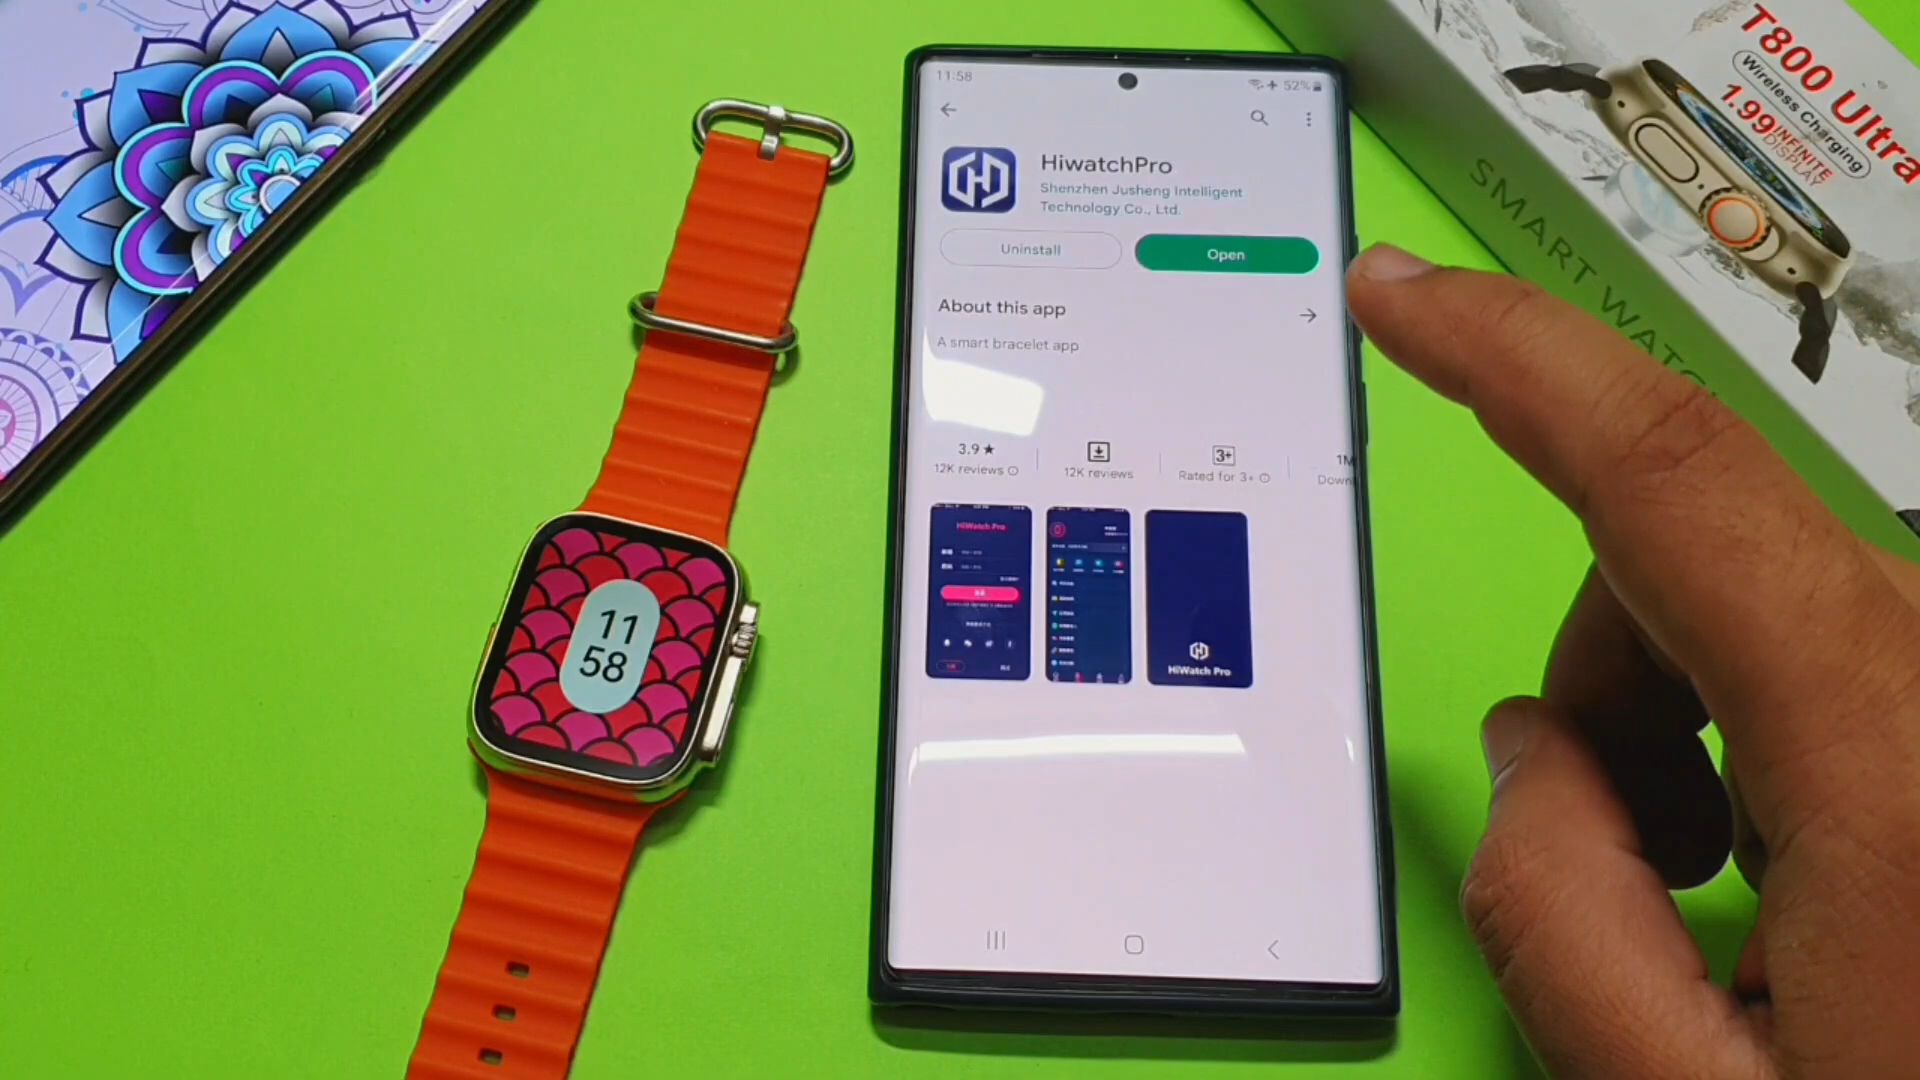 11:58
52%
HiwatchPro
Shenzhen Jusheng Intelligent
Technology Co., Ltd.
Uninstall
Open
About this app
A smart bracelet app
3.9★
12K reviews
12K reviews
3+
Rated for 3+
1M
Down
HiWatch Pro
HiWatch Pro
11
58
T800 Ultra
Wireless Charging
1.99 INFINITE
DISPLAY
SMART WATC